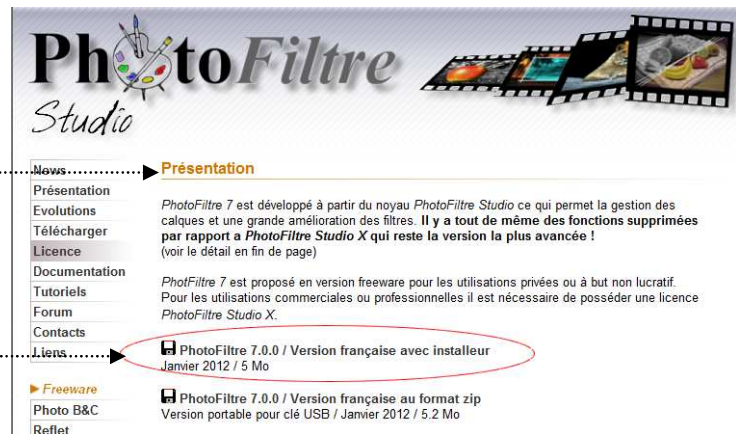 PhotoFiltre
Studio
News
Présentation
Evolutions
Télécharger
Licence
Documentation
Tutoriels
Forum
Contacts
Liens
Freeware
Photo B&C
Reflet
Présentation
PhotoFiltre 7 est développé à partir du noyau PhotoFiltre Studio ce qui permet la gestion des
calques et une grande amélioration des filtres. Il y a tout de même des fonctions supprimées
par rapport a PhotoFiltre Studio X qui reste la version la plus avancée !
(voir le détail en fin de page)
PhotFiltre 7 est proposé en version freeware pour les utilisations privées ou à but non lucratif.
Pour les utilisations commerciales ou professionnelles il est nécessaire de posséder une licence
PhotoFiltre Studio X.
PhotoFiltre 7.0.0 / Version française avec installeur
Janvier 2012 / 5 Mo
PhotoFiltre 7.0.0 / Version française au format zip
Version portable pour clé USB / Janvier 2012 / 5.2 Mo